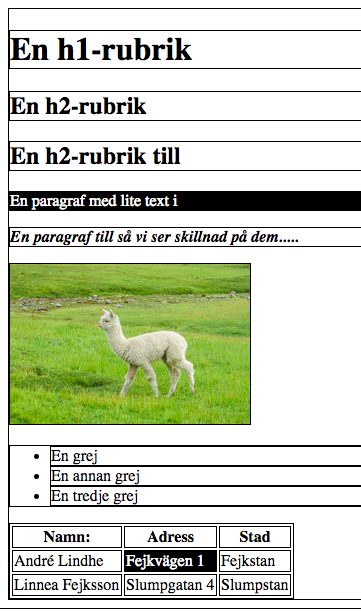 En h1-rubrik
En h2-rubrik
En h2-rubrik till
En paragraf med lite text i
En paragraf till så vi ser skillnad på dem.....
En grej
En annan grej
En tredje grej
Namn: Adress Stad
André Lindhe Fejkvägen 1 Fejkstan
Linnea Fejksson Slumpgatan 4 Slumpstan